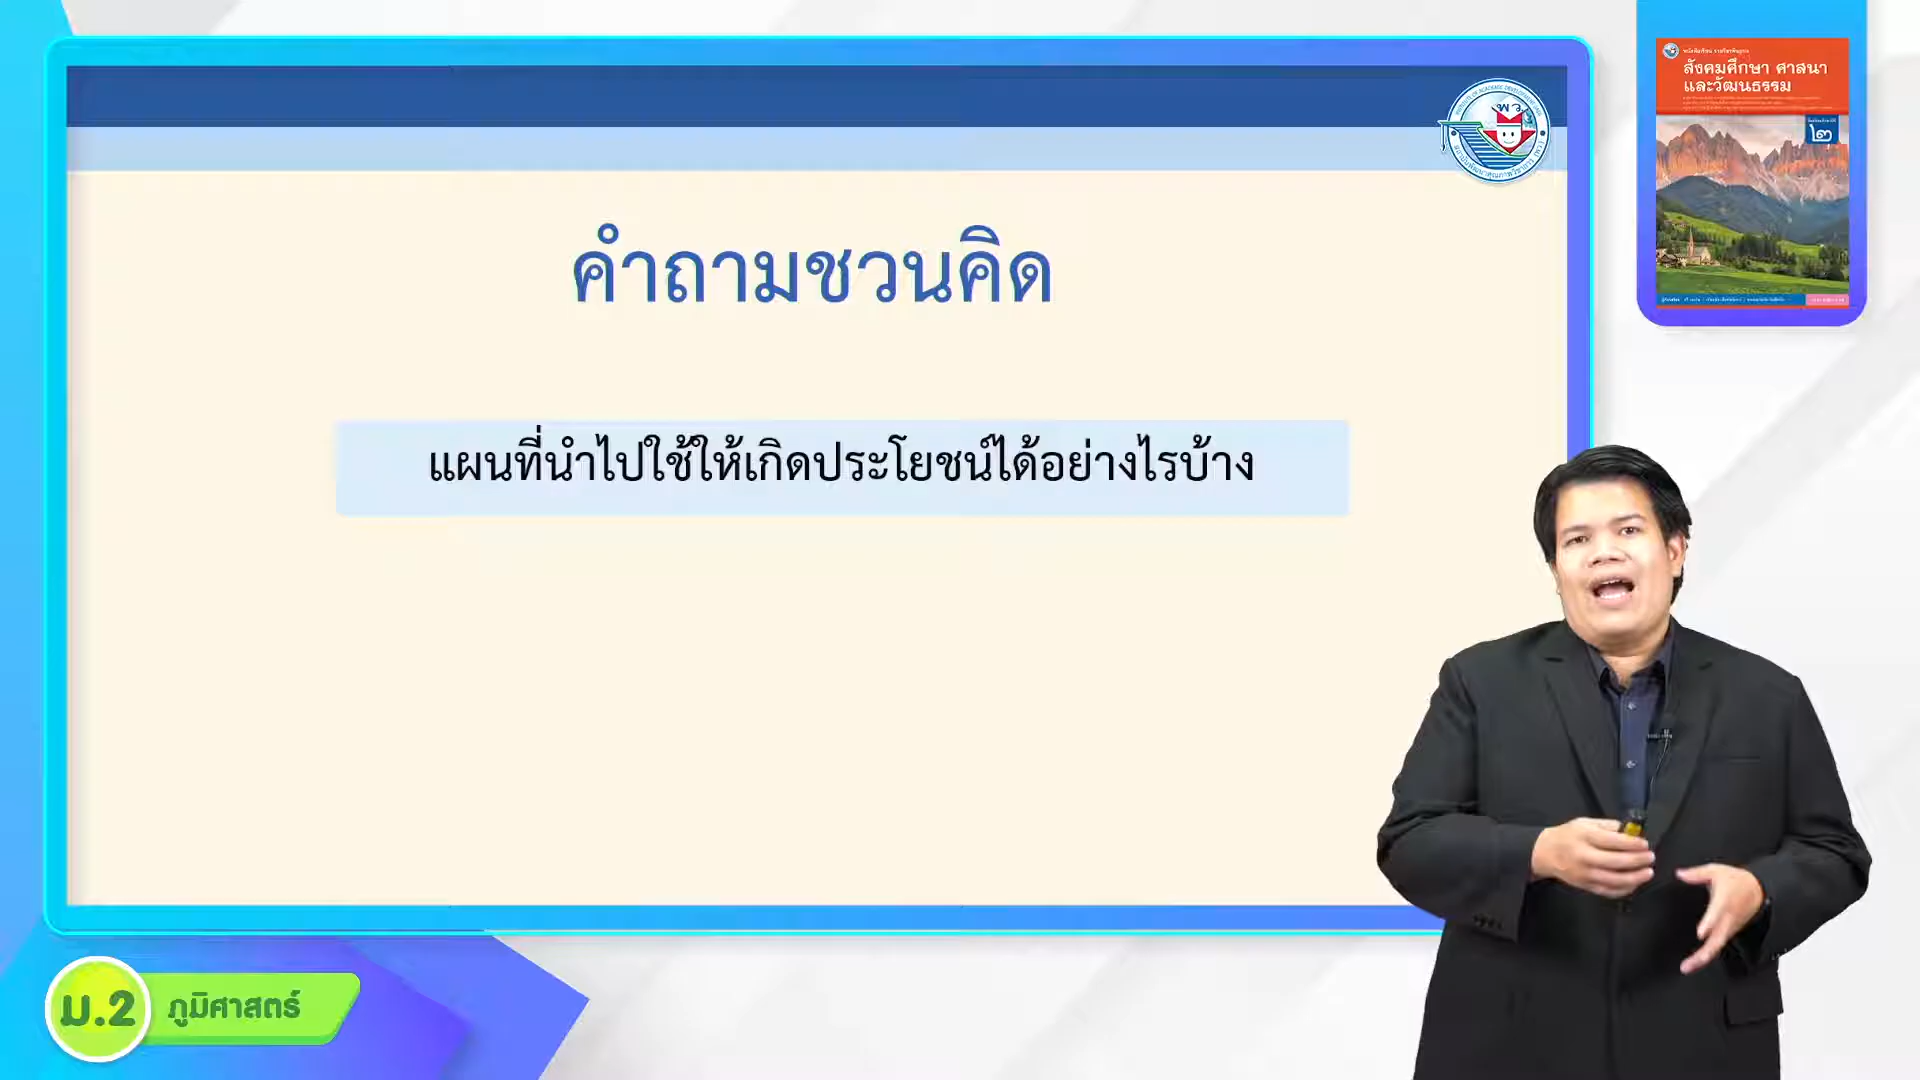 คำถามชวนคิด
แผนที่นำไปใช้ให้เกิดประโยชน์ได้อย่างไรบ้าง
พว.
สังคมศึกษา ศาสนา
และวัฒนธรรม
๒
ม.2 ภูมิศาสตร์